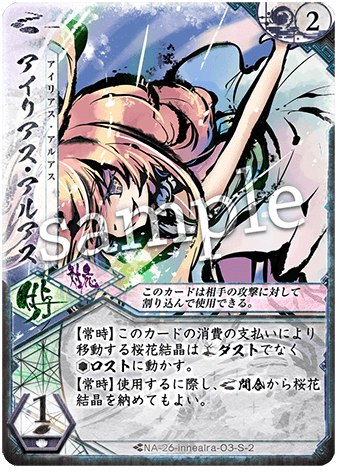 2
アイリアス・アルアス
アイリアス・アルアス
sample
対応
このカードは相手の攻撃に対して
割り込んで使用できる。
【常時】このカードの消費の支払いにより
移動する桜花結晶はダストでなく
ロストに動かす。
【常時】使用するに際し、間合から桜花
結晶を納めてもよい。
1
NA-26-innealra-O3-S-2